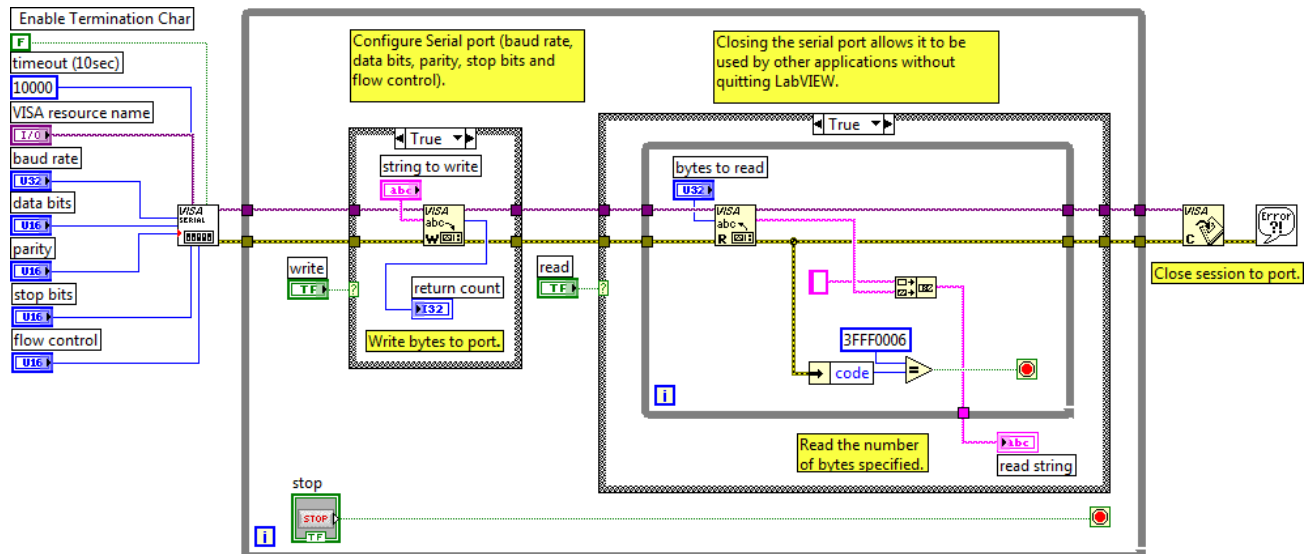 Enable Termination Char
F
timeout (10sec)
10000
VISA resource name
I/O
baud rate
U32
data bits
U16
parity
U16
stop bits
U16
flow control
U16
VISA
SERIAL
Configure Serial port (baud rate,
data bits, parity, stop bits and
flow control).
True
string to write
abc
VISA
abc
W
write
TF
?
return count
I32
Write bytes to port.
Closing the serial port allows it to be
used by other applications without
quitting LabVIEW.
True
bytes to read
U32
VISA
abc
R
read
TF
?
3FFF0006
code
=
i
Read the number
of bytes specified.
abc
read string
VISA
C
Error
?!
Close session to port.
stop
STOP
TF
i